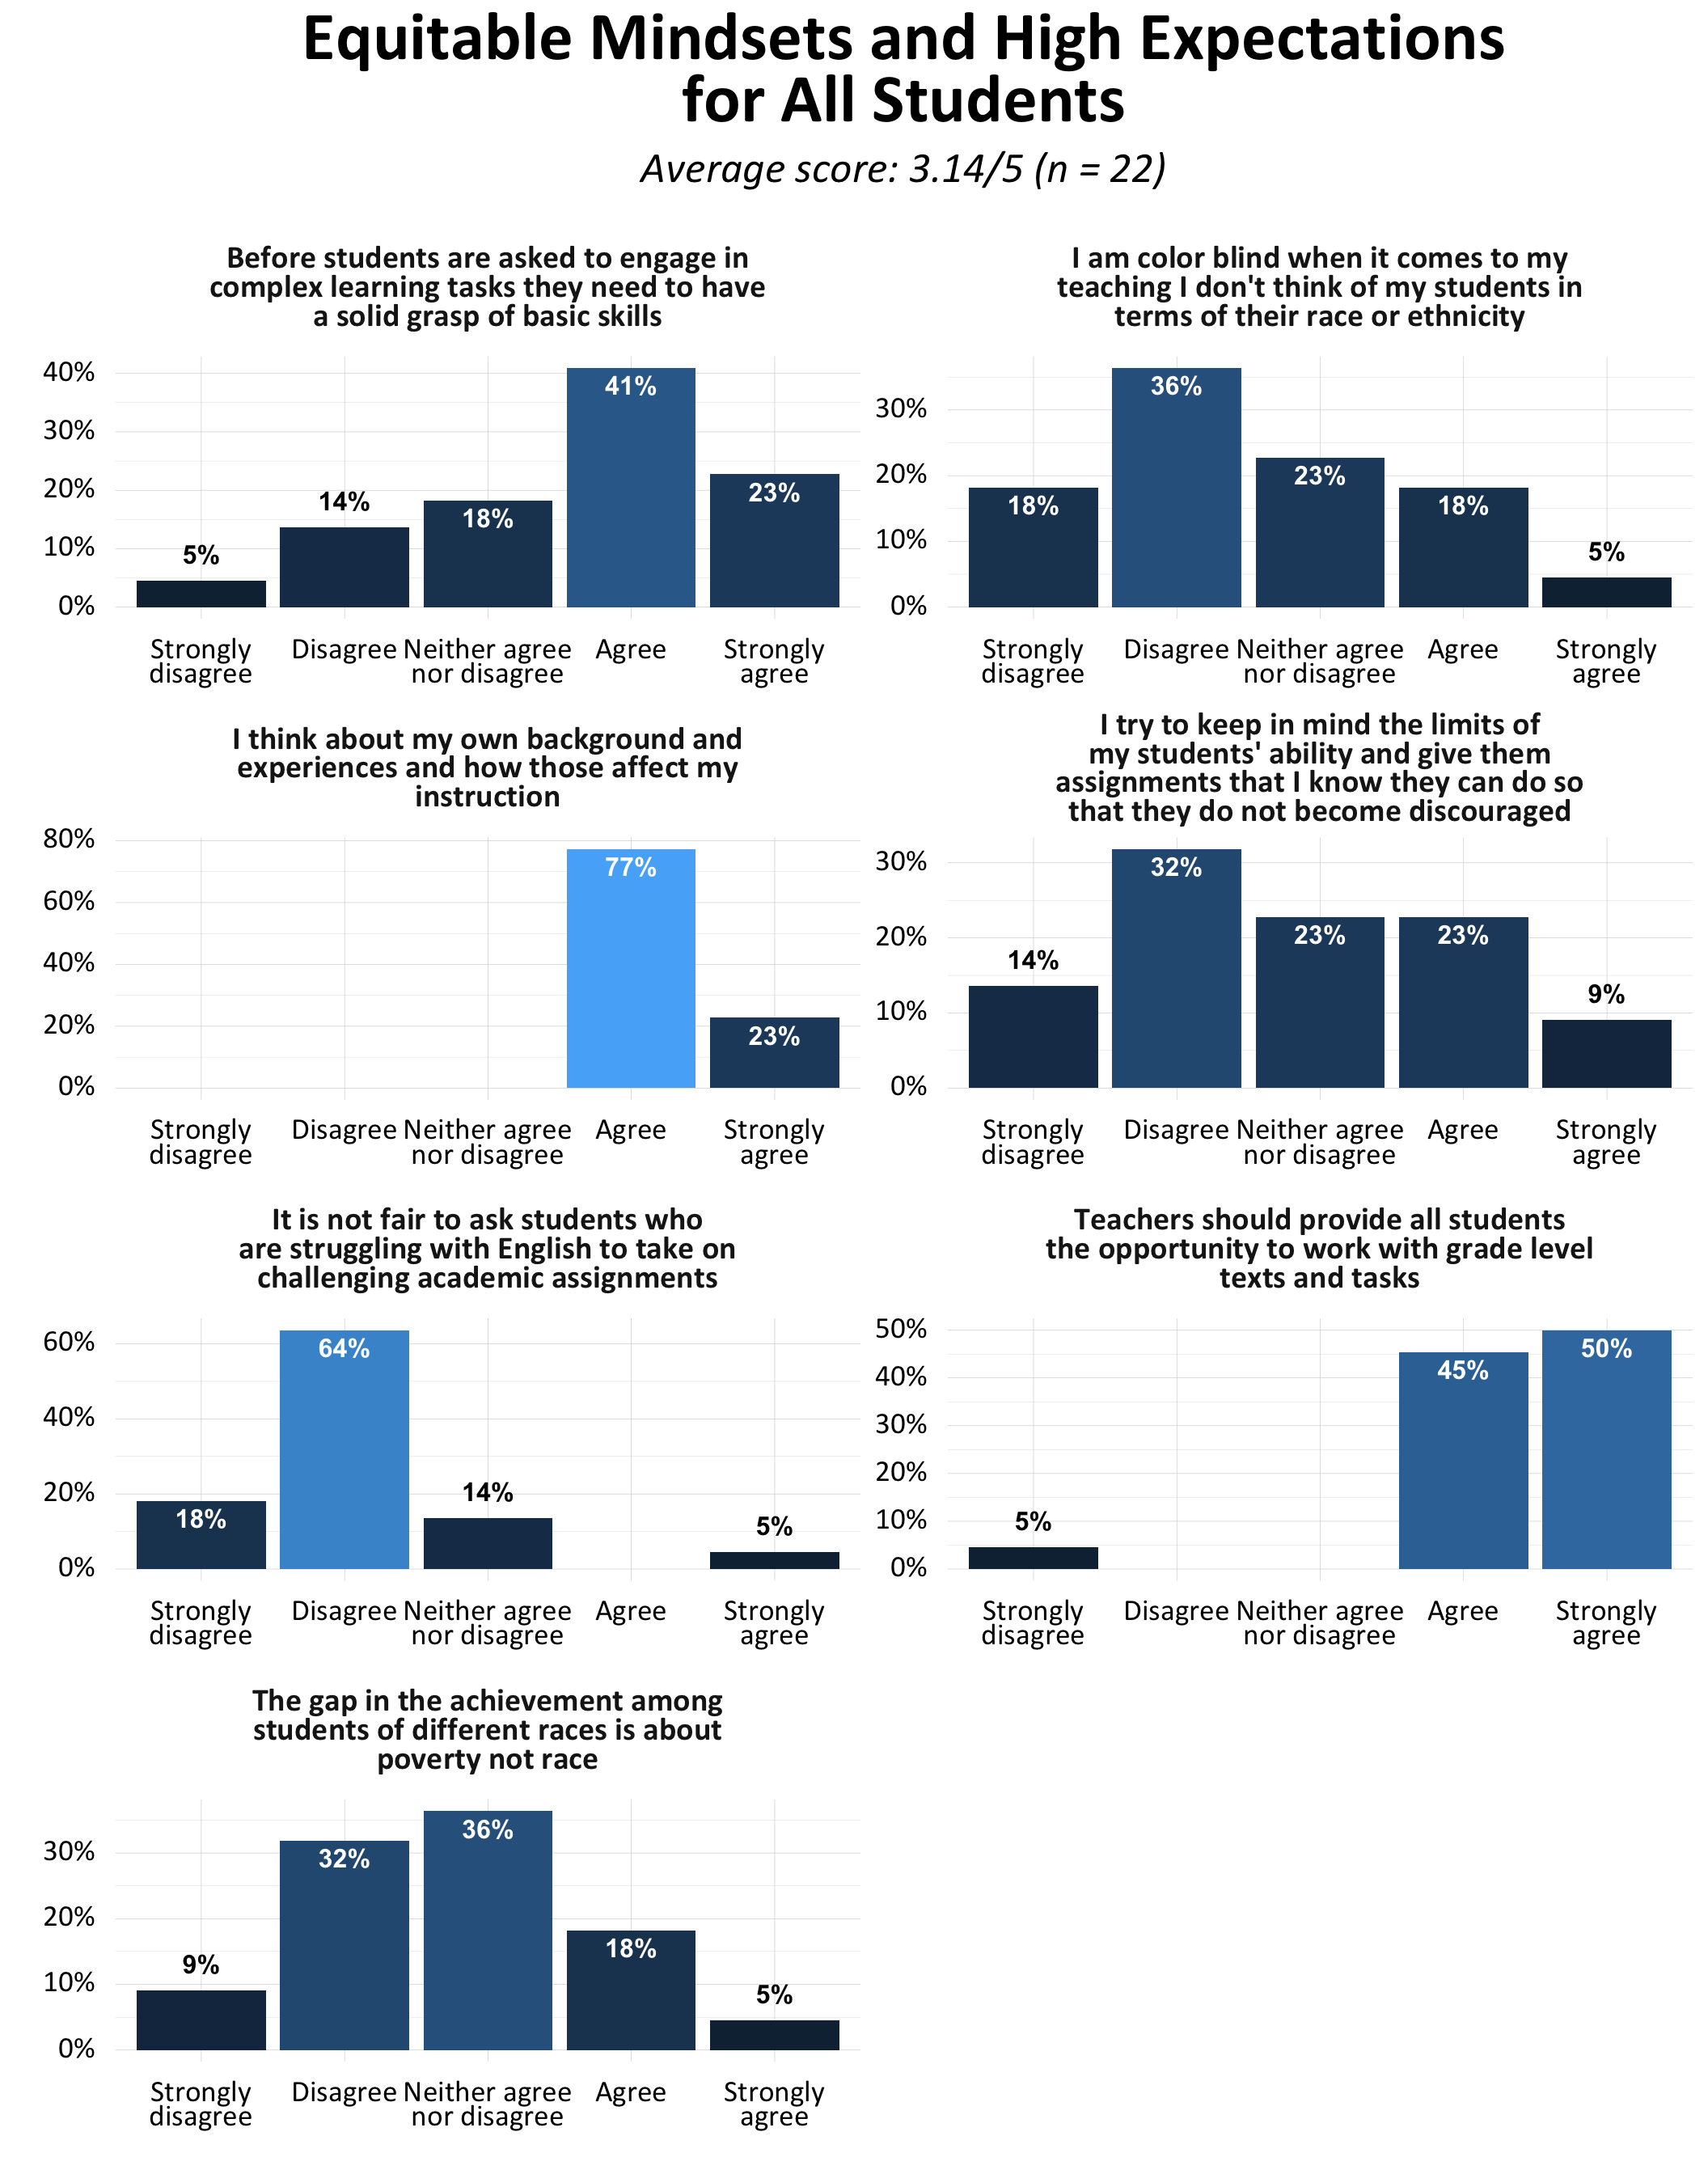 Equitable Mindsets and High Expectations
for All Students
Average score: 3.14/5 (n = 22)
Before students are asked to engage in
complex learning tasks they need to have
a solid grasp of basic skills
40%
30%
20%
10%
0%
5%
14%
18%
41%
23%
Strongly
disagree
Disagree
Neither agree
nor disagree
Agree
Strongly
agree
I am color blind when it comes to my
teaching I don't think of my students in
terms of their race or ethnicity
30%
20%
10%
0%
18%
36%
23%
18%
5%
Strongly
disagree
Disagree
Neither agree
nor disagree
Agree
Strongly
agree
I think about my own background and
experiences and how those affect my
instruction
80%
60%
40%
20%
0%
77%
23%
Strongly
disagree
Disagree
Neither agree
nor disagree
Agree
Strongly
agree
I try to keep in mind the limits of
my students' ability and give them
assignments that I know they can do so
that they do not become discouraged
30%
20%
10%
0%
14%
32%
23%
23%
9%
Strongly
disagree
Disagree
Neither agree
nor disagree
Agree
Strongly
agree
It is not fair to ask students who
are struggling with English to take on
challenging academic assignments
60%
40%
20%
0%
18%
64%
14%
5%
Strongly
disagree
Disagree
Neither agree
nor disagree
Agree
Strongly
agree
Teachers should provide all students
the opportunity to work with grade level
texts and tasks
50%
40%
30%
20%
10%
0%
5%
45%
50%
Strongly
disagree
Disagree
Neither agree
nor disagree
Agree
Strongly
agree
The gap in the achievement among
students of different races is about
poverty not race
30%
20%
10%
0%
9%
32%
36%
18%
5%
Strongly
disagree
Disagree
Neither agree
nor disagree
Agree
Strongly
agree